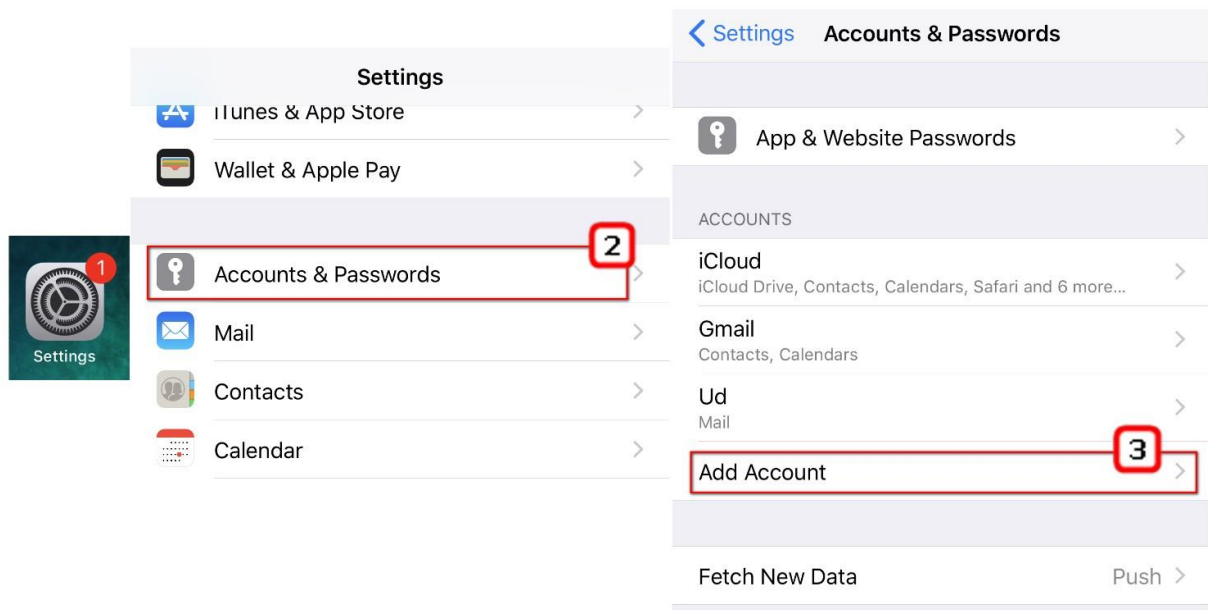 1
Settings
Settings
iTunes & App Store
Wallet & Apple Pay
2
Accounts & Passwords
Mail
Contacts
Calendar
Settings Accounts & Passwords
App & Website Passwords
ACCOUNTS
iCloud
iCloud Drive, Contacts, Calendars, Safari and 6 more...
Gmail
Contacts, Calendars
Ud
Mail
3
Add Account
Fetch New Data Push